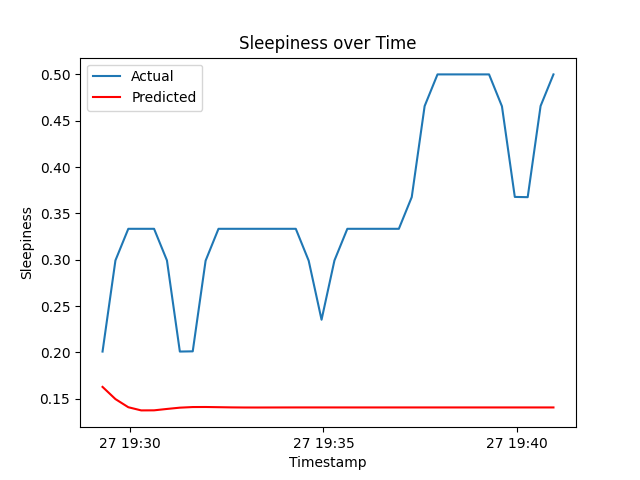 Sleepiness over Time
Actual
Predicted
0.50
0.45
0.40
0.35
0.30
0.25
0.20
0.15
Sleepiness
27 19:30
27 19:35
27 19:40
Timestamp